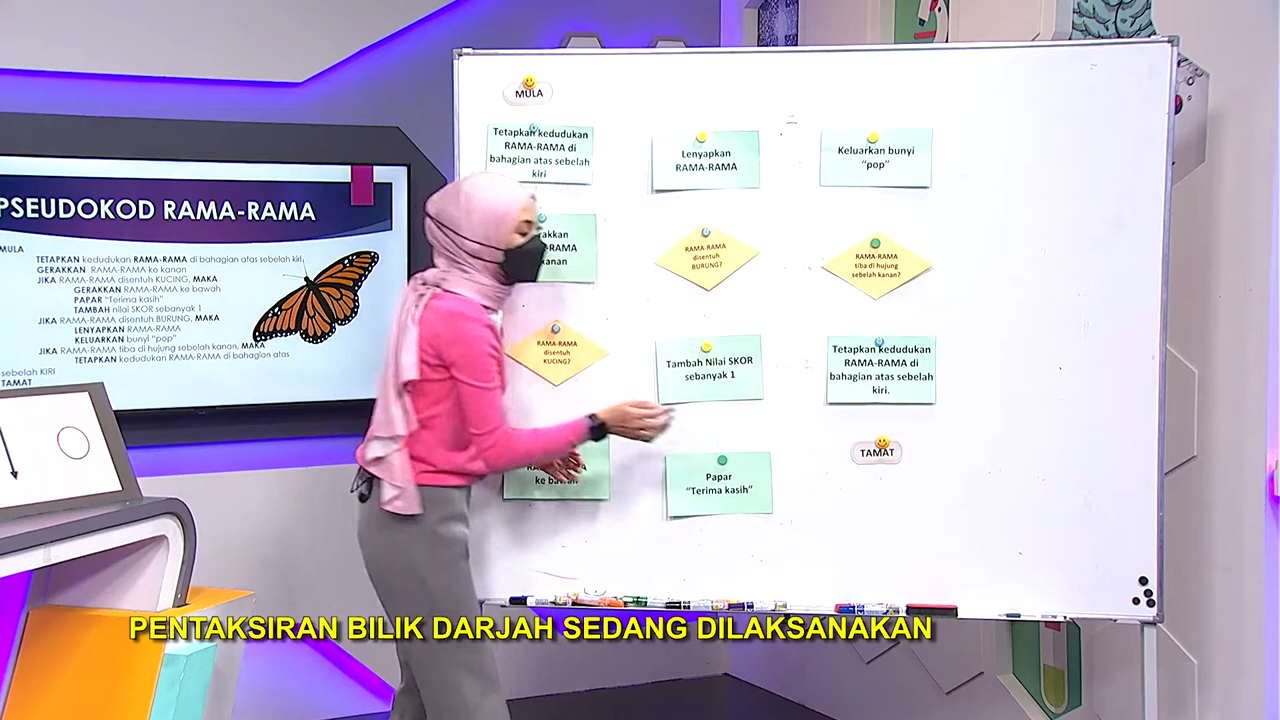 PSEUDOKOD RAMA-RAMA
MULA
TETAPKAN kedudukan RAMA-RAMA di bahagian atas sebelah kiri
GERAKKAN RAMA-RAMA ke kanan
JIKA RAMA-RAMA disentuh KUCING, MAKA
GERAKKAN RAMA-RAMA ke bawah
PAPAR “Terima kasih”
TAMBAH nilai SKOR sebanyak 1
JIKA RAMA-RAMA disentuh BURUNG, MAKA
LENYAPKAN RAMA-RAMA
KELUARKAN bunyi “pop”
JIKA RAMA-RAMA tiba di hujung sebelah kanan, MAKA
TETAPKAN kedudukan RAMA-RAMA di bahagian atas
sebelah KIRI
TAMAT
MULA
Tetapkan kedudukan
RAMA-RAMA di
bahagian atas sebelah
kiri
RAMA-RAMA
disentuh
KUCING?
ke bawah
Lenyapkan
RAMA-RAMA
RAMA-RAMA
disentuh
BURUNG?
Tambah Nilai SKOR
sebanyak 1
Papar
“Terima kasih”
Keluarkan bunyi
“pop”
RAMA-RAMA
tiba di hujung
sebelah kanan?
Tetapkan kedudukan
RAMA-RAMA di
bahagian atas sebelah
kiri.
TAMAT
PENTAKSIRAN BILIK DARJAH SEDANG DILAKSANAKAN